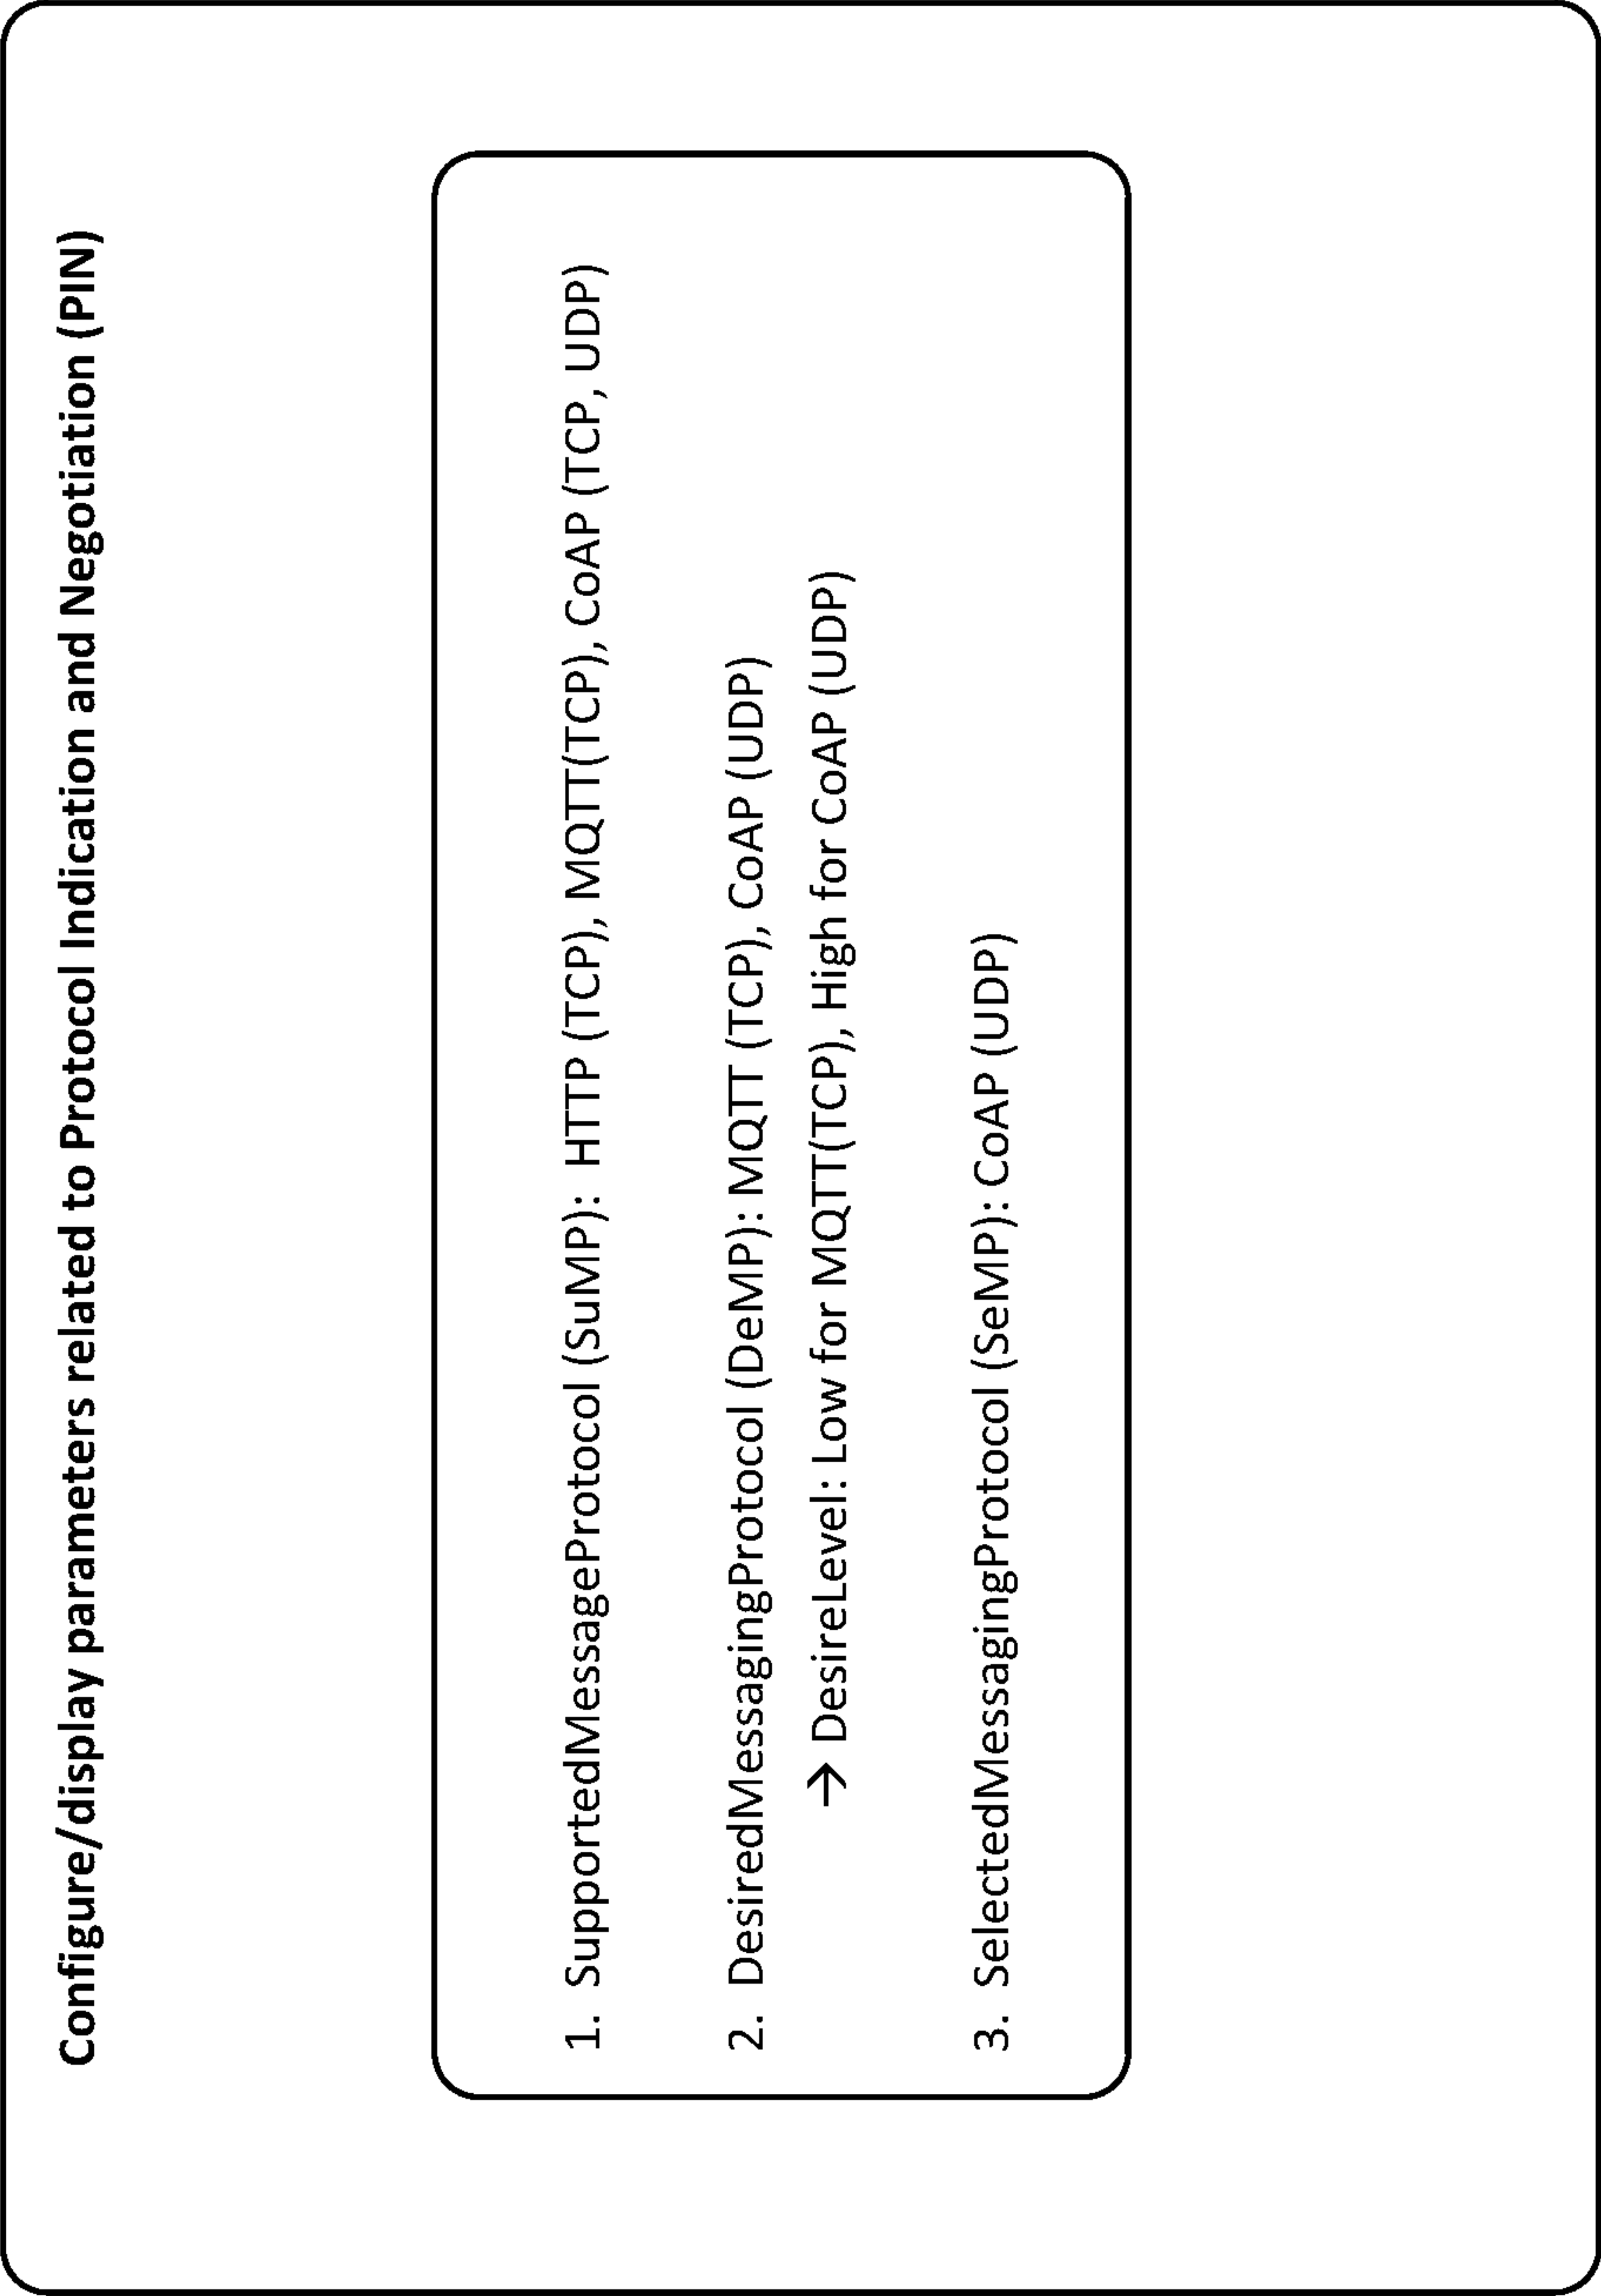 Configure/display parameters related to Protocol Indication and Negotiation (PIN)
1. SupportedMessageProtocol (SuMP): HTTP (TCP), MQTT(TCP), CoAP (TCP, UDP)
2. DesiredMessagingProtocol (DeMP): MQTT (TCP), CoAP (UDP)
→ DesireLevel: Low for MQTT(TCP), High for CoAP (UDP)
3. SelectedMessagingProtocol (SeMP): CoAP (UDP)